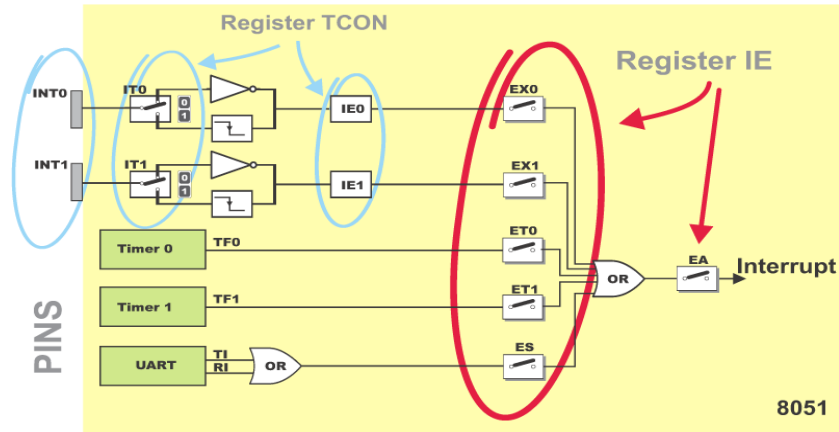 Register TCON
Register IE
INT0
IT0
0
1
IE0
EX0
INT1
IT1
0
1
IE1
EX1
Timer 0
TF0
ET0
EA
Interrupt
OR
Timer 1
TF1
ET1
PINS
UART
TI
RI
OR
ES
8051